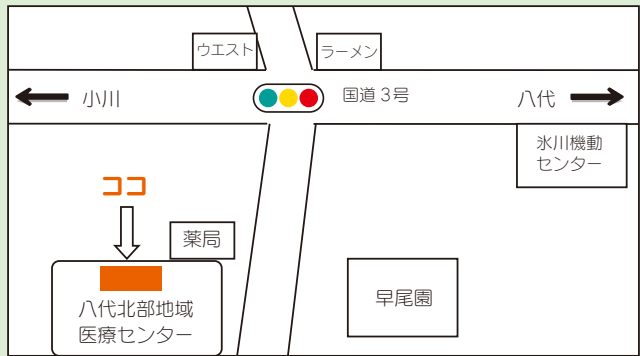 ウエスト
ラーメン
小川
国道3号
八代
氷川機動
センター
ココ
薬局
八代北部地域
医療センター
早尾園